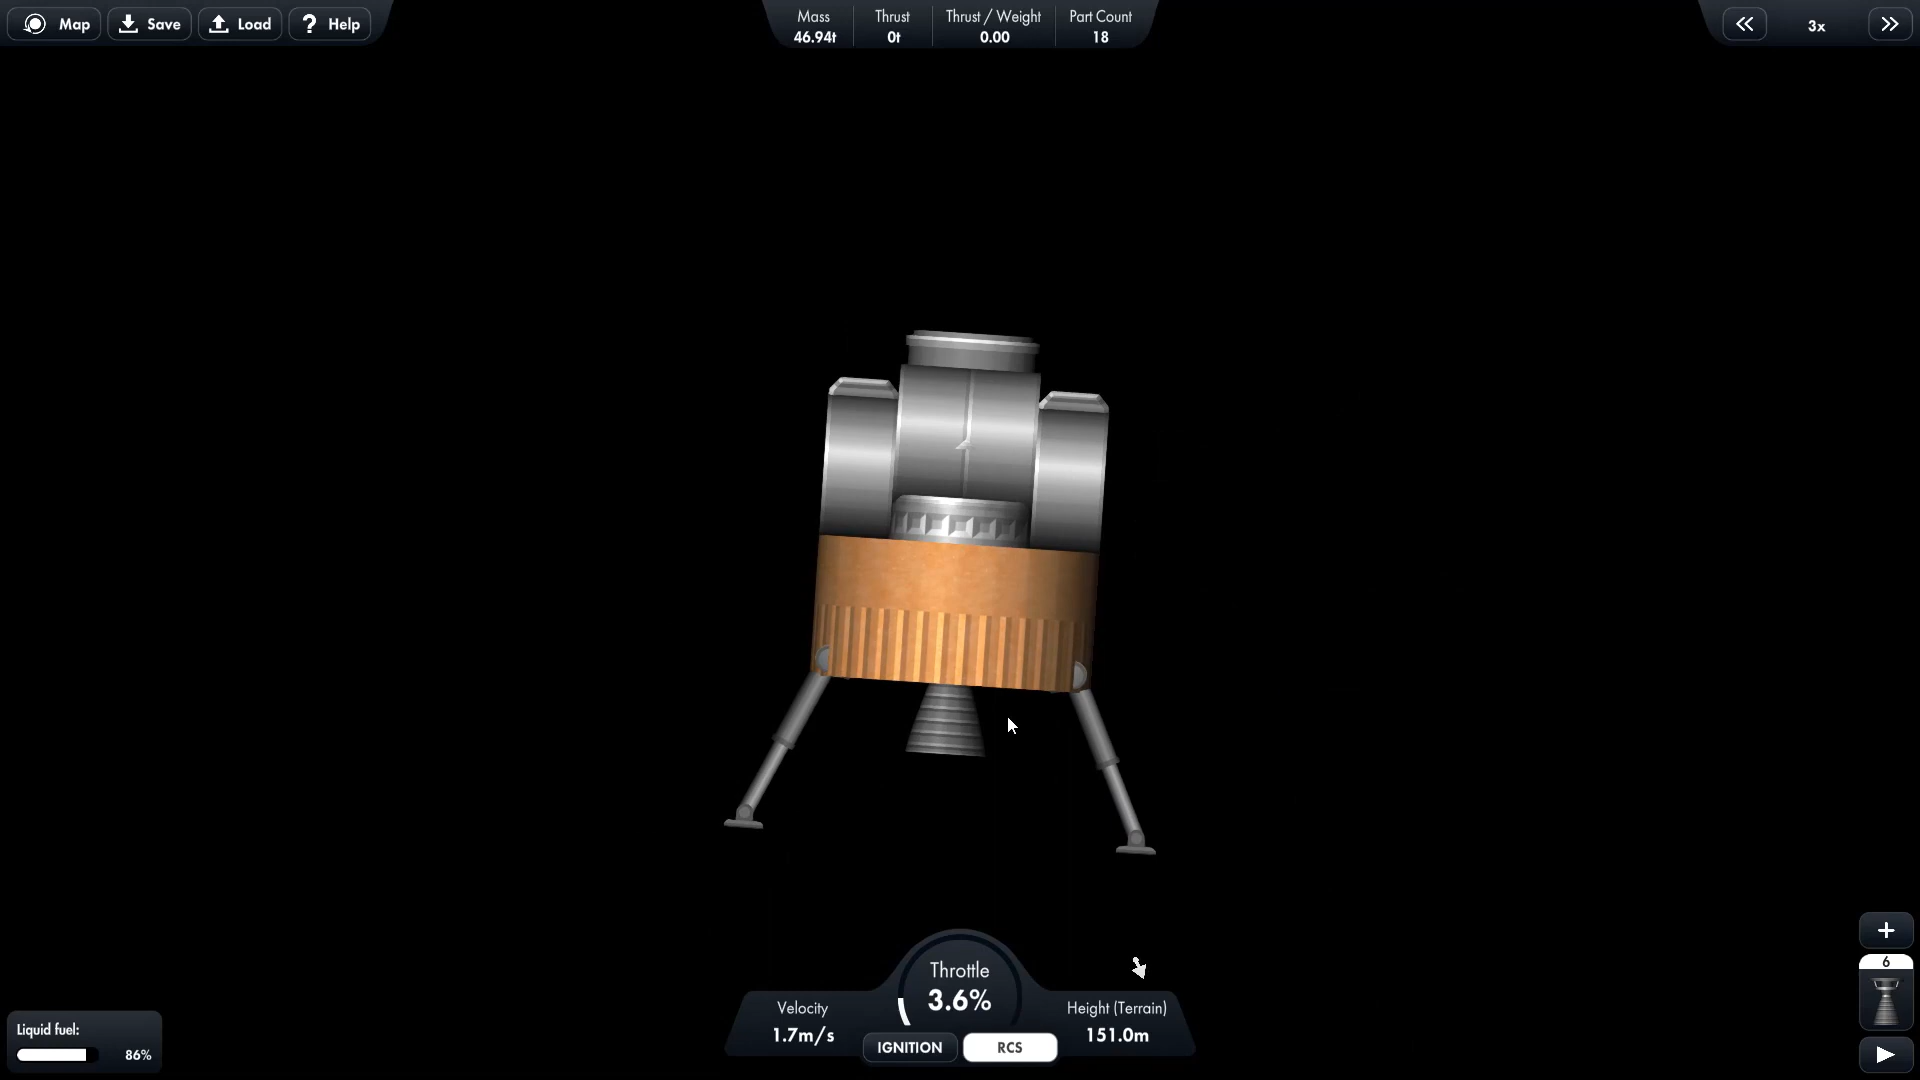 Map
Save
Load
? Help
Mass
46.94t
Thrust
0t
Thrust / Weight
0.00
Part Count
18
3x
Throttle
3.6%
Velocity
1.7m/s
Height (Terrain)
151.0m
IGNITION
RCS
Liquid fuel:
86%
6